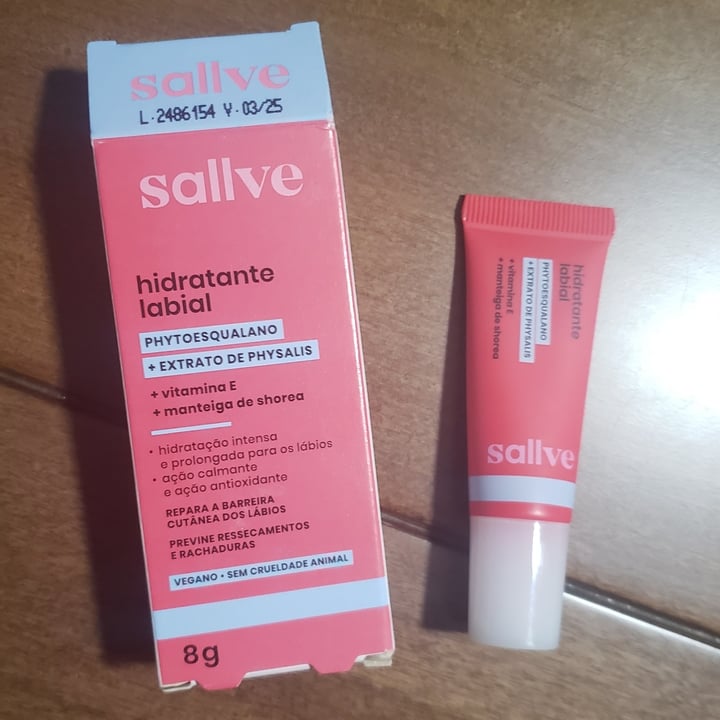 sallve
L·2486154 V·03/25
sallve
hidratante
labial
PHYTOESQUALANO
+ EXTRATO DE PHYSALIS
+ vitamina E
+ manteiga de shorea
• hidratação intensa
e prolongada para os lábios
• ação calmante
e ação antioxidante
REPARA A BARREIRA
CUTÂNEA DOS LÁBIOS
PREVINE RESSECAMENTOS
E RACHADURAS
VEGANO • SEM CRUELDADE ANIMAL
8g
hidratante
labial
PHYTOESQUALANO
+ EXTRATO DE PHYSALIS
+ vitamina E
+ manteiga de shorea
sallve